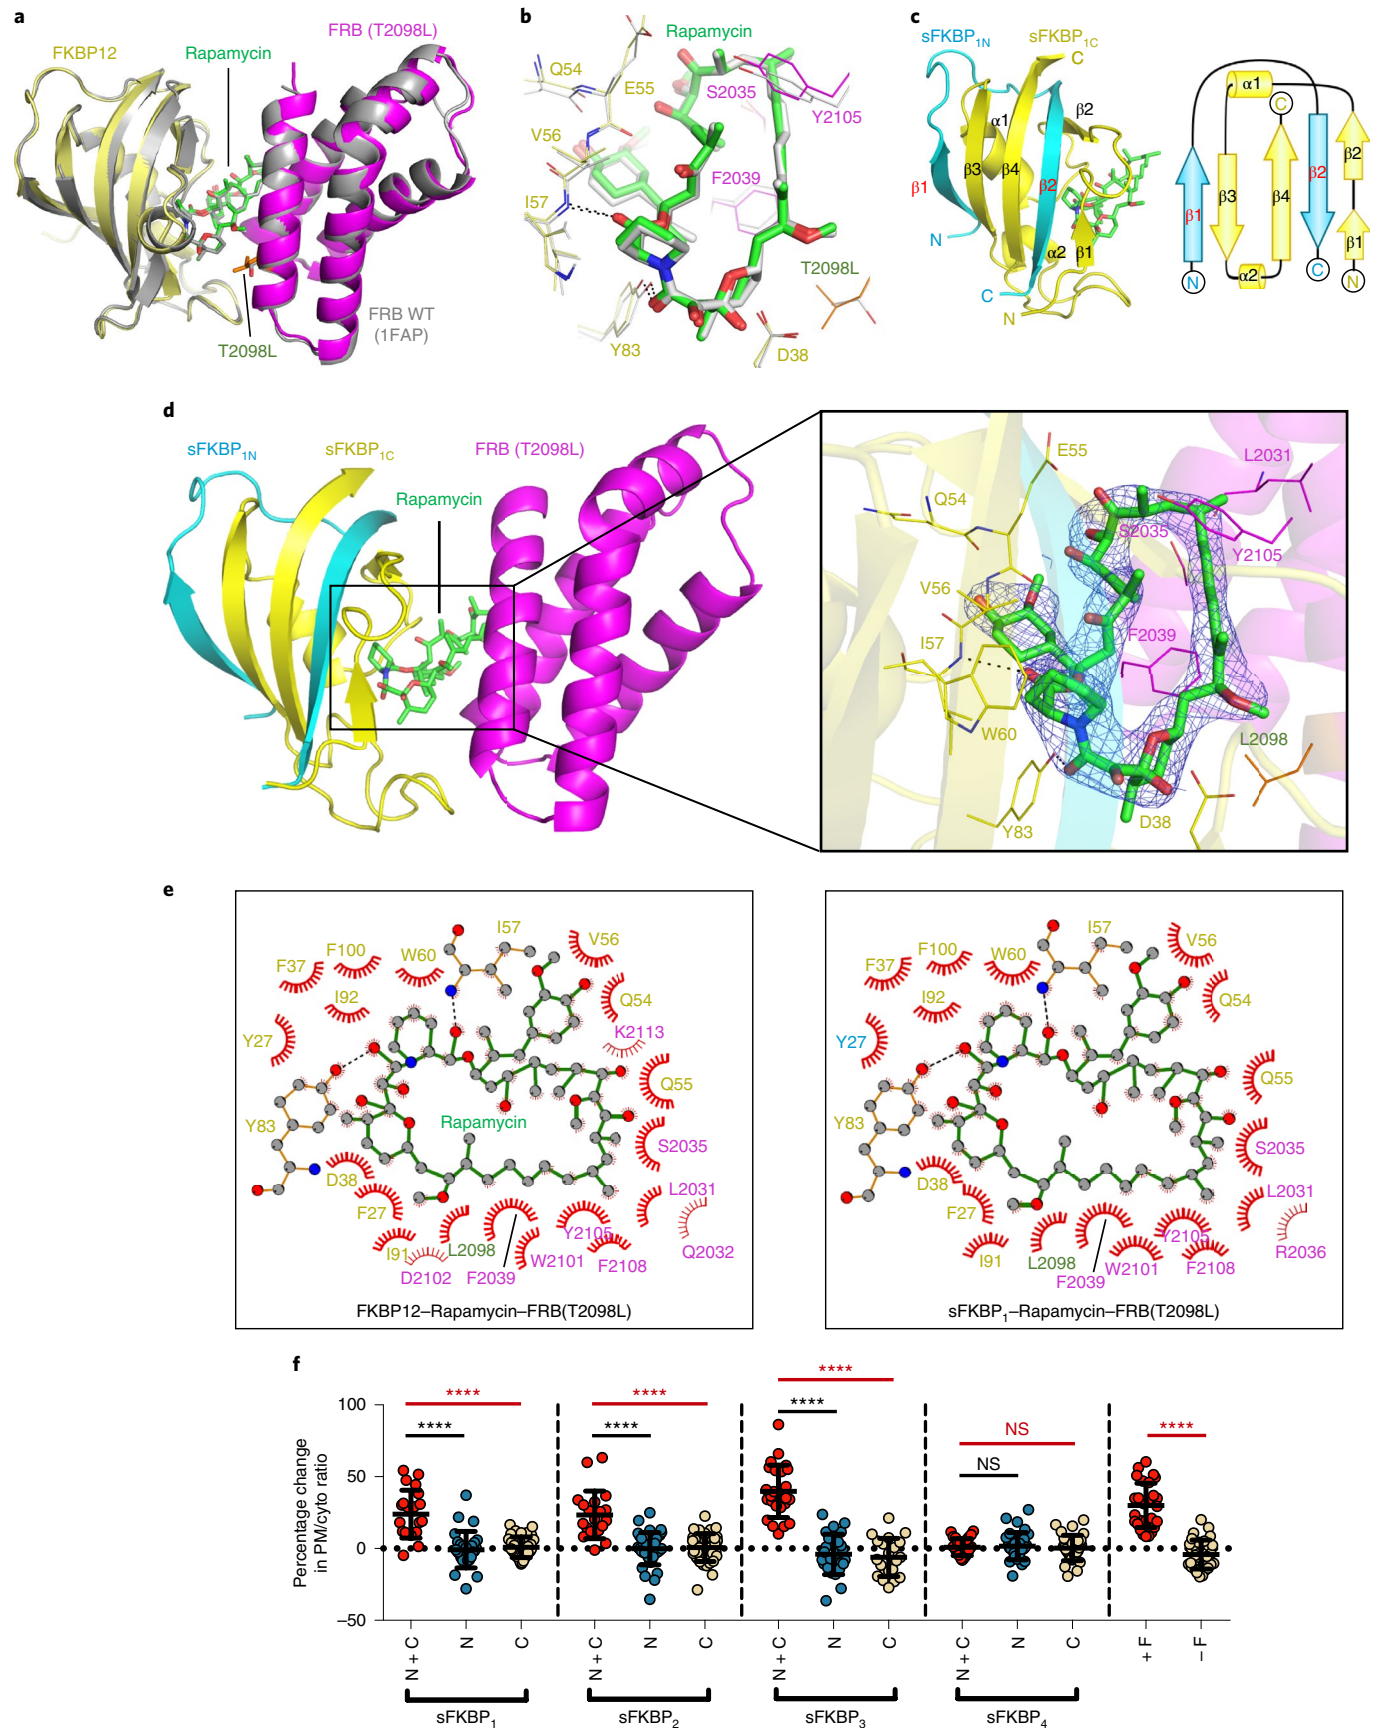 a
FKBP12
Rapamycin
FRB (T2098L)
T2098L
FRB WT
(1FAP)
b
Rapamycin
Q54
E55
S2035
Y2105
V56
F2039
I57
T2098L
Y83
D38
c
sFKBP1N
sFKBP1C
C
α1
β2
β3
β4
β1
β2
N
α2
β1
C
N
α1
C
β2
β2
β1
β3
β4
β1
α2
N
C
N
d
sFKBP1N
sFKBP1C
FRB (T2098L)
Rapamycin
E55
L2031
Q54
S2035
Y2105
V56
F2039
I57
W60
L2098
Y83
D38
e
I57
V56
F100
W60
F37
I92
Q54
K2113
Y27
Q55
Y83
Rapamycin
S2035
D38
L2031
F27
Y2105
I91
L2098
W2101
Q2032
D2102
F2039
F2108
FKBP12–Rapamycin–FRB(T2098L)
I57
V56
F100
W60
F37
I92
Q54
Y27
Q55
Y83
S2035
D38
L2031
F27
Y2105
I91
L2098
R2036
F2039
W2101
F2108
sFKBP1–Rapamycin–FRB(T2098L)
f
Percentage change
in PM/cyto ratio
100
50
0
–50
****
****
****
****
****
****
NS
NS
****
N + C
N
C
N + C
N
C
N + C
N
C
N + C
N
C
+ F
– F
sFKBP1
sFKBP2
sFKBP3
sFKBP4